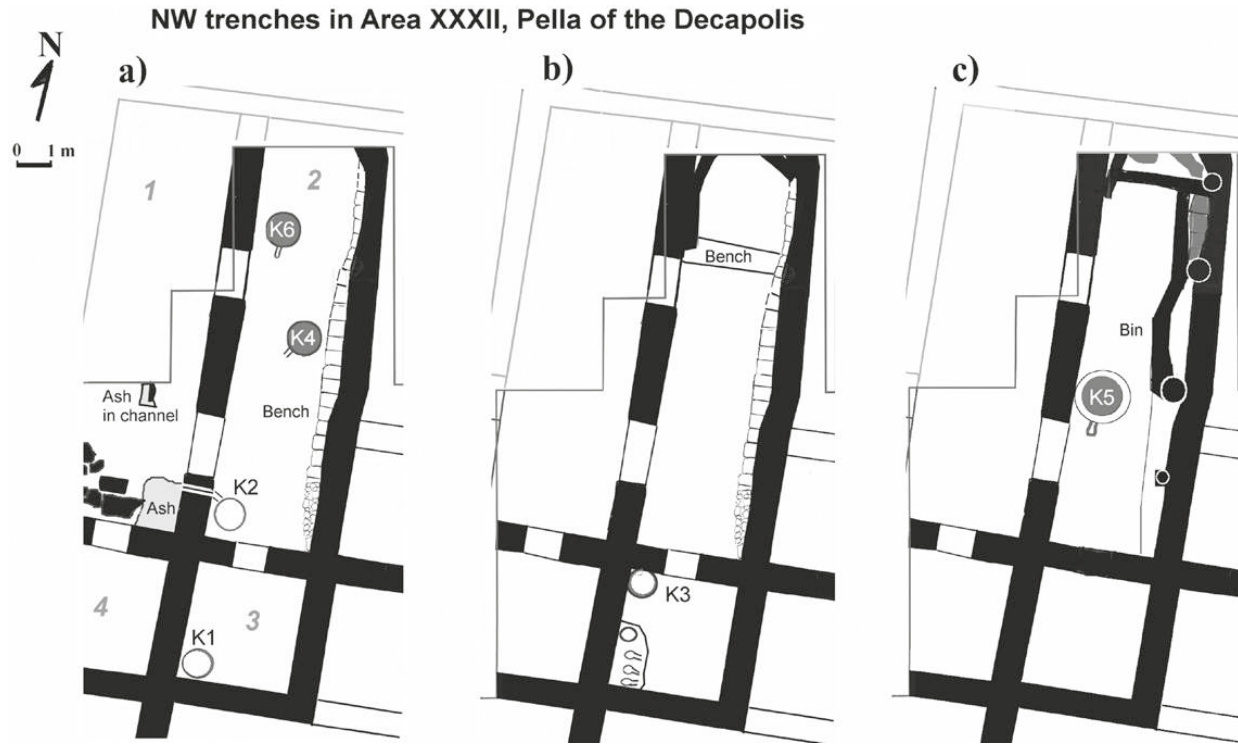 NW trenches in Area XXXII, Pella of the Decapolis
N
0 1 m
a)
1
2
K6
K4
Ash
in channel
Bench
K2
Ash
4
3
K1
b)
Bench
K3
c)
Bin
K5